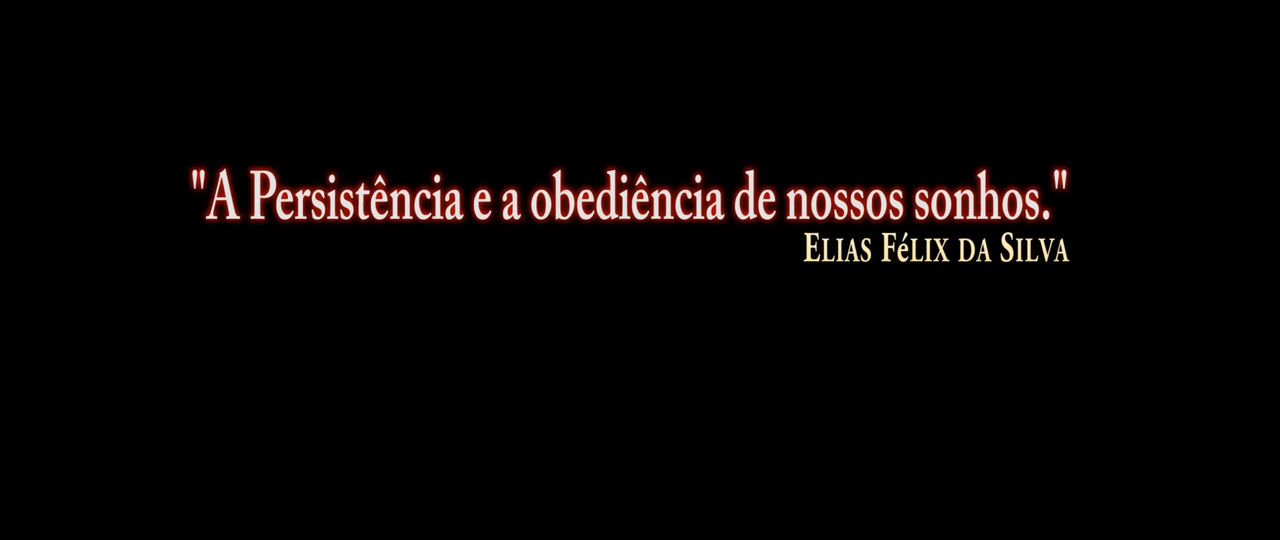 "A Persistência e a obediência de nossos sonhos."
ELIAS FéLIX DA SILVA